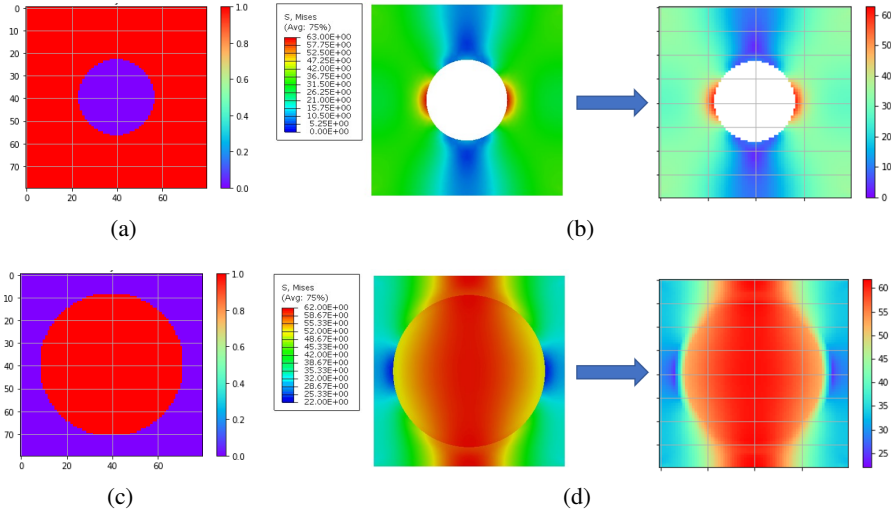 0
10
20
30
40
50
60
70
0
20
40
60
1.0
0.8
0.6
0.4
0.2
0.0
(a)
S, Mises
(Avg: 75%)
63.00E+00
57.75E+00
52.50E+00
47.25E+00
42.00E+00
36.75E+00
31.50E+00
26.25E+00
21.00E+00
15.75E+00
10.50E+00
5.25E+00
0.00E+00
60
50
40
30
20
10
0
(b)
0
10
20
30
40
50
60
70
0
20
40
60
1.0
0.8
0.6
0.4
0.2
0.0
(c)
S, Mises
(Avg: 75%)
62.00E+00
58.67E+00
55.33E+00
52.00E+00
48.67E+00
45.33E+00
42.00E+00
38.67E+00
35.33E+00
32.00E+00
28.67E+00
25.33E+00
22.00E+00
60
55
50
45
40
35
30
25
(d)